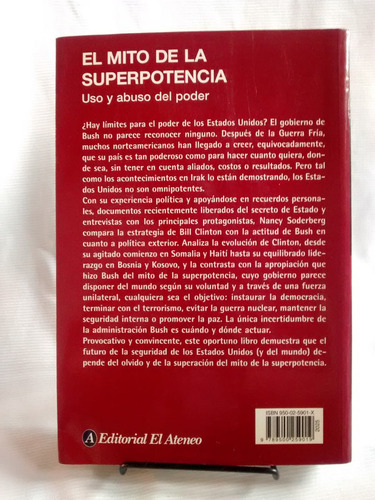 EL MITO DE LA
SUPERPOTENCIA
Uso y abuso del poder
¿Hay límites para el poder de los Estados Unidos? El gobierno de
Bush no parece reconocer ninguno. Después de la Guerra Fría,
muchos norteamericanos han llegado a creer, equivocadamente,
que su país es tan poderoso como para hacer cuanto quiera, don-
de sea, sin tener en cuenta aliados, costos o resultados. Pero tal
como los acontecimientos en Irak lo están demostrando, los Esta-
dos Unidos no son omnipotentes.
Con su experiencia política y apoyándose en recuerdos perso-
nales, documentos recientemente liberados del secreto de Estado y
entrevistas con los principales protagonistas, Nancy Soderberg
compara la estrategia de Bill Clinton con la actitud de Bush en
cuanto a política exterior. Analiza la evolución de Clinton, des-
de su agitado comienzo en Somalia y Haití hasta su equilibrado lide-
razgo en Bosnia y Kosovo, y la contrasta con la apropiación que
hizo Bush del mito de la superpotencia, cuyo gobierno parece
disponer del mundo según su voluntad y a través de una fuerza
unilateral, cualquiera sea el objetivo: instaurar la democracia,
terminar con el terrorismo, evitar la guerra nuclear, mantener la
seguridad interna o promover la paz. La única incertidumbre de
la administración Bush es cuándo y dónde actuar.
Provocativo y convincente, este oportuno libro demuestra que el
futuro de la seguridad de los Estados Unidos (y del mundo) de-
pende del olvido y de la superación del mito de la superpotencia.
A Editorial El Ateneo
ISBN 950-02-5901-X
9 789500 259019